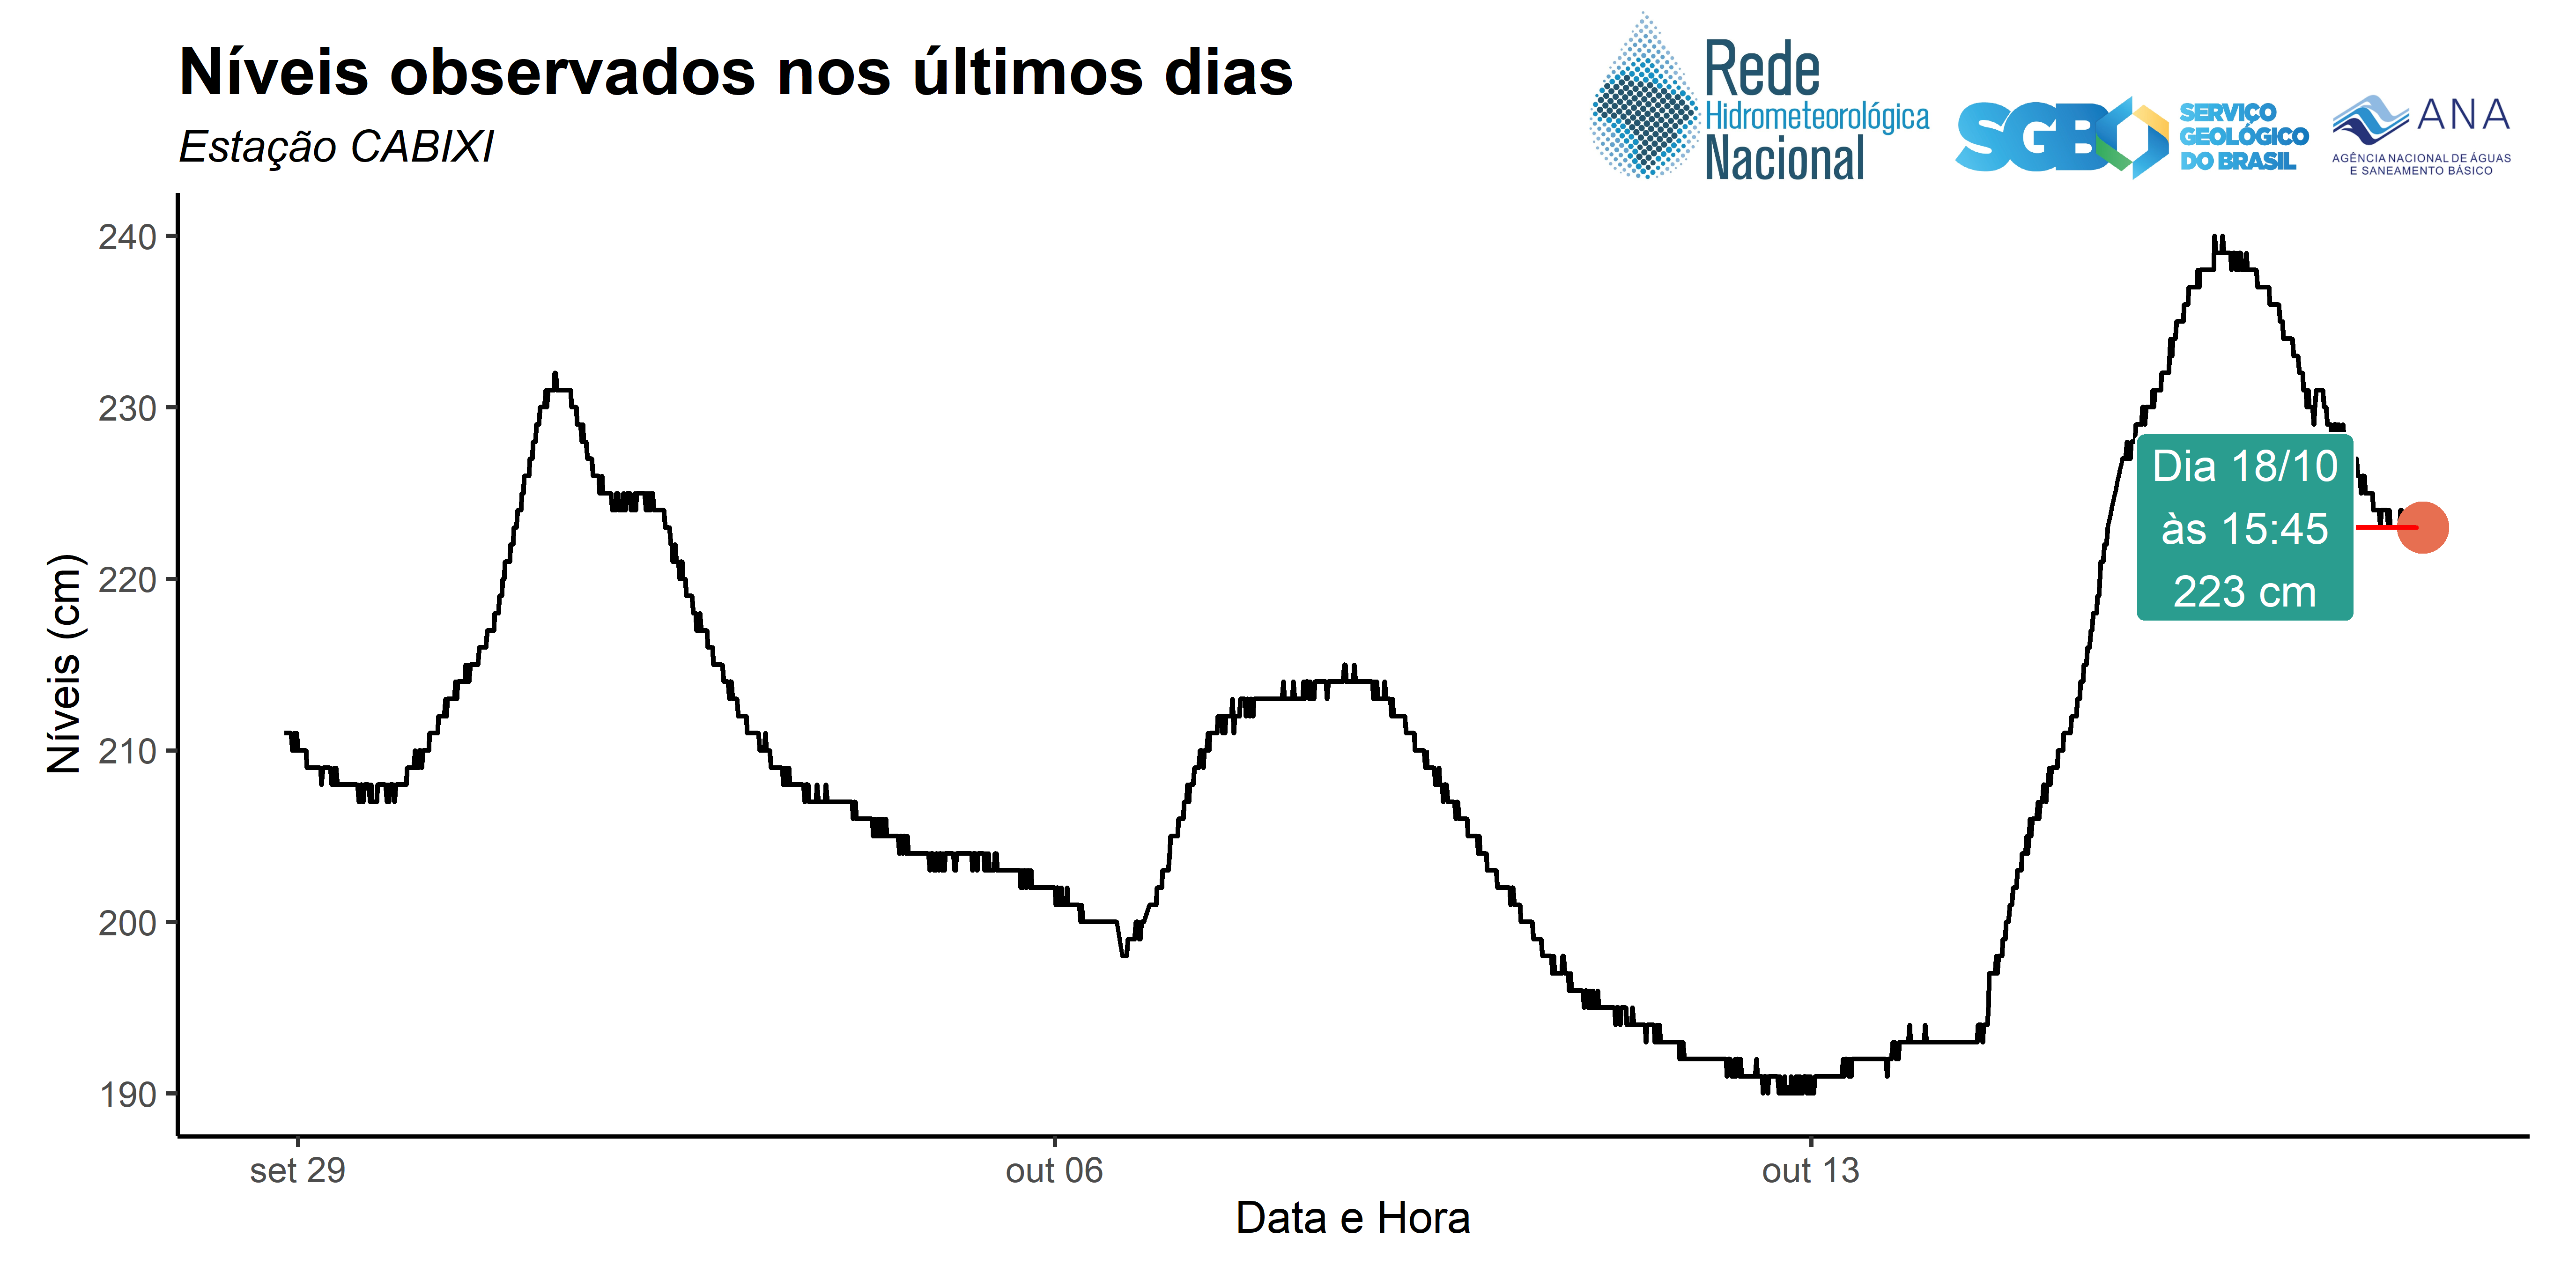 Níveis observados nos últimos dias
Estação CABIXI
Rede
Hidrometeorológica
Nacional
SGB
SERVIÇO
GEOLÓGICO
DO BRASIL
ANA
AGÊNCIA NACIONAL DE ÁGUAS
E SANEAMENTO BÁSICO
Níveis (cm)
240
230
220
210
200
190
Dia 18/10
às 15:45
223 cm
set 29
out 06
out 13
Data e Hora